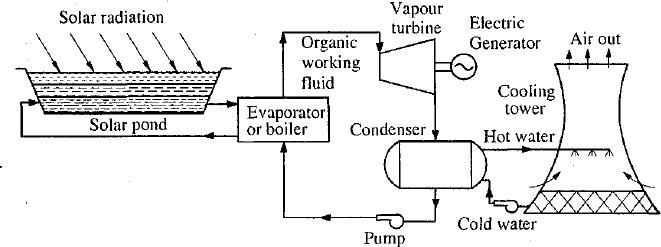 Solar radiation
Solar pond
Evaporator
or boiler
Organic
working
fluid
Vapour
turbine
Electric
Generator
Condenser
Pump
Air out
Cooling
tower
Hot water
Cold water